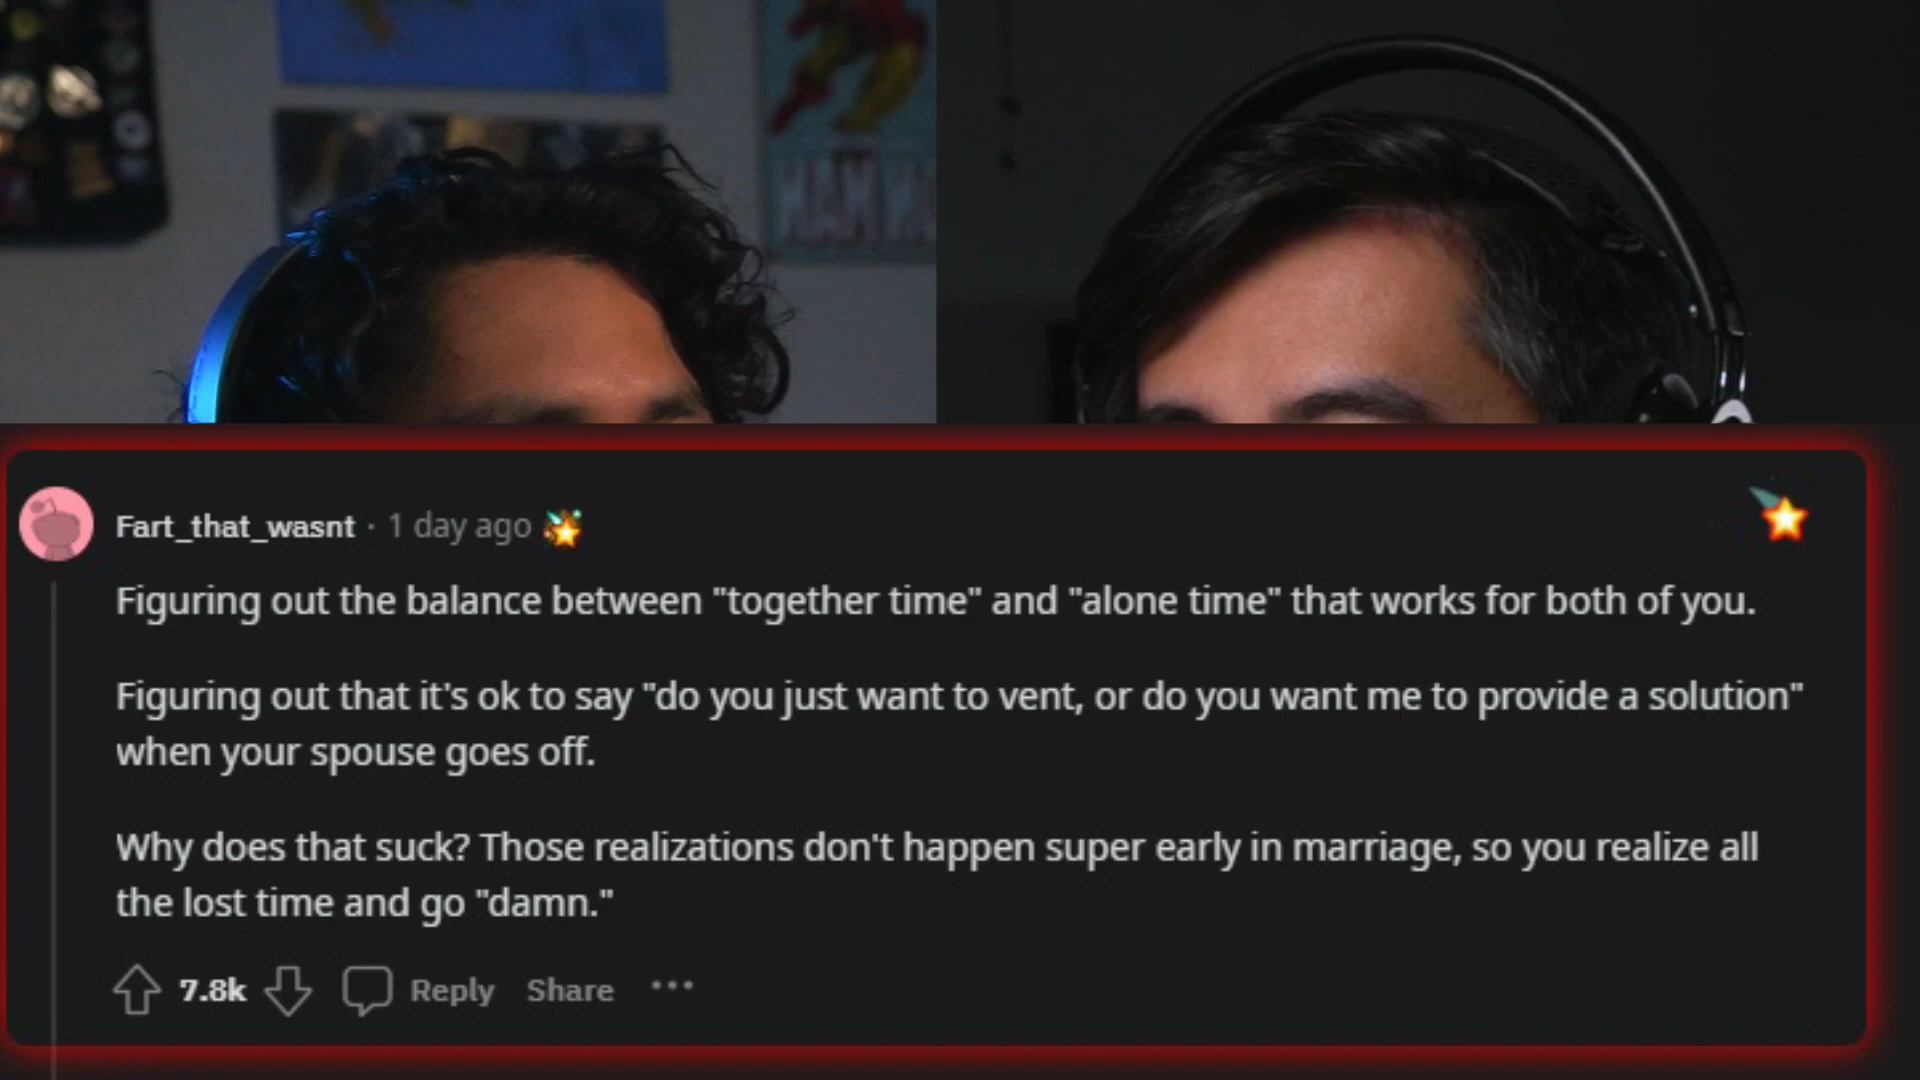 Fart_that_wasnt · 1 day ago
Figuring out the balance between "together time" and "alone time" that works for both of you.
Figuring out that it's ok to say "do you just want to vent, or do you want me to provide a solution"
when your spouse goes off.
Why does that suck? Those realizations don't happen super early in marriage, so you realize all
the lost time and go "damn."
7.8k Reply Share ···